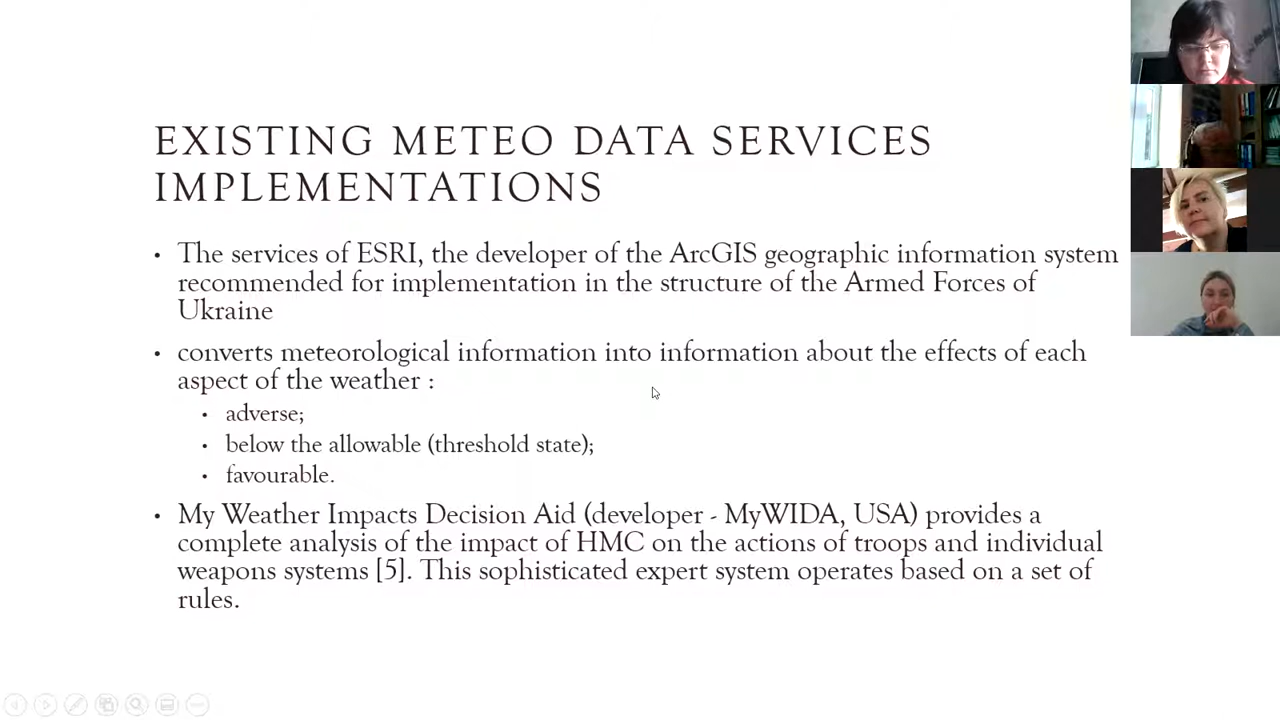 EXISTING METEO DATA SERVICES
IMPLEMENTATIONS
• The services of ESRI, the developer of the ArcGIS geographic information system
recommended for implementation in the structure of the Armed Forces of
Ukraine
• converts meteorological information into information about the effects of each
aspect of the weather :
• adverse;
• below the allowable (threshold state);
• favourable.
• My Weather Impacts Decision Aid (developer - MyWIDA, USA) provides a
complete analysis of the impact of HMC on the actions of troops and individual
weapons systems [5]. This sophisticated expert system operates based on a set of
rules.